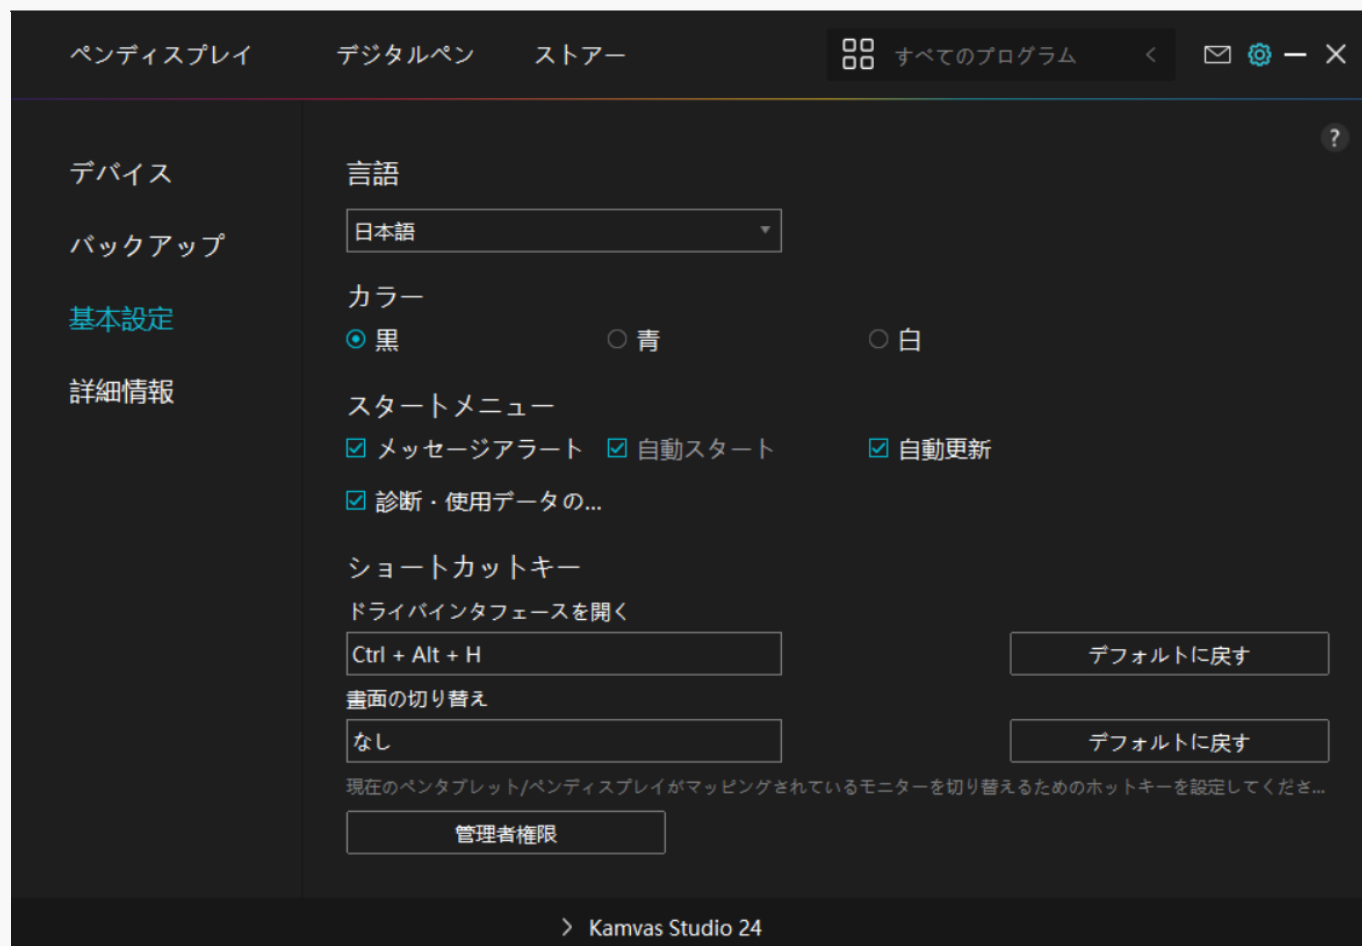 ペンディスプレイ デジタルペン ストアー すべてのプログラム
?
デバイス
バックアップ
基本設定
詳細情報
言語
日本語
カラー
黒 青 白
スタートメニュー
メッセージアラート 自動スタート 自動更新
診断・使用データの...
ショートカットキー
ドライバインタフェースを開く
Ctrl + Alt + H デフォルトに戻す
畫面の切り替え
なし デフォルトに戻す
現在のペンタブレット/ペンディスプレイがマッピングされているモニターを切り替えるためのホットキーを設定してくださ...
管理者権限
Kamvas Studio 24